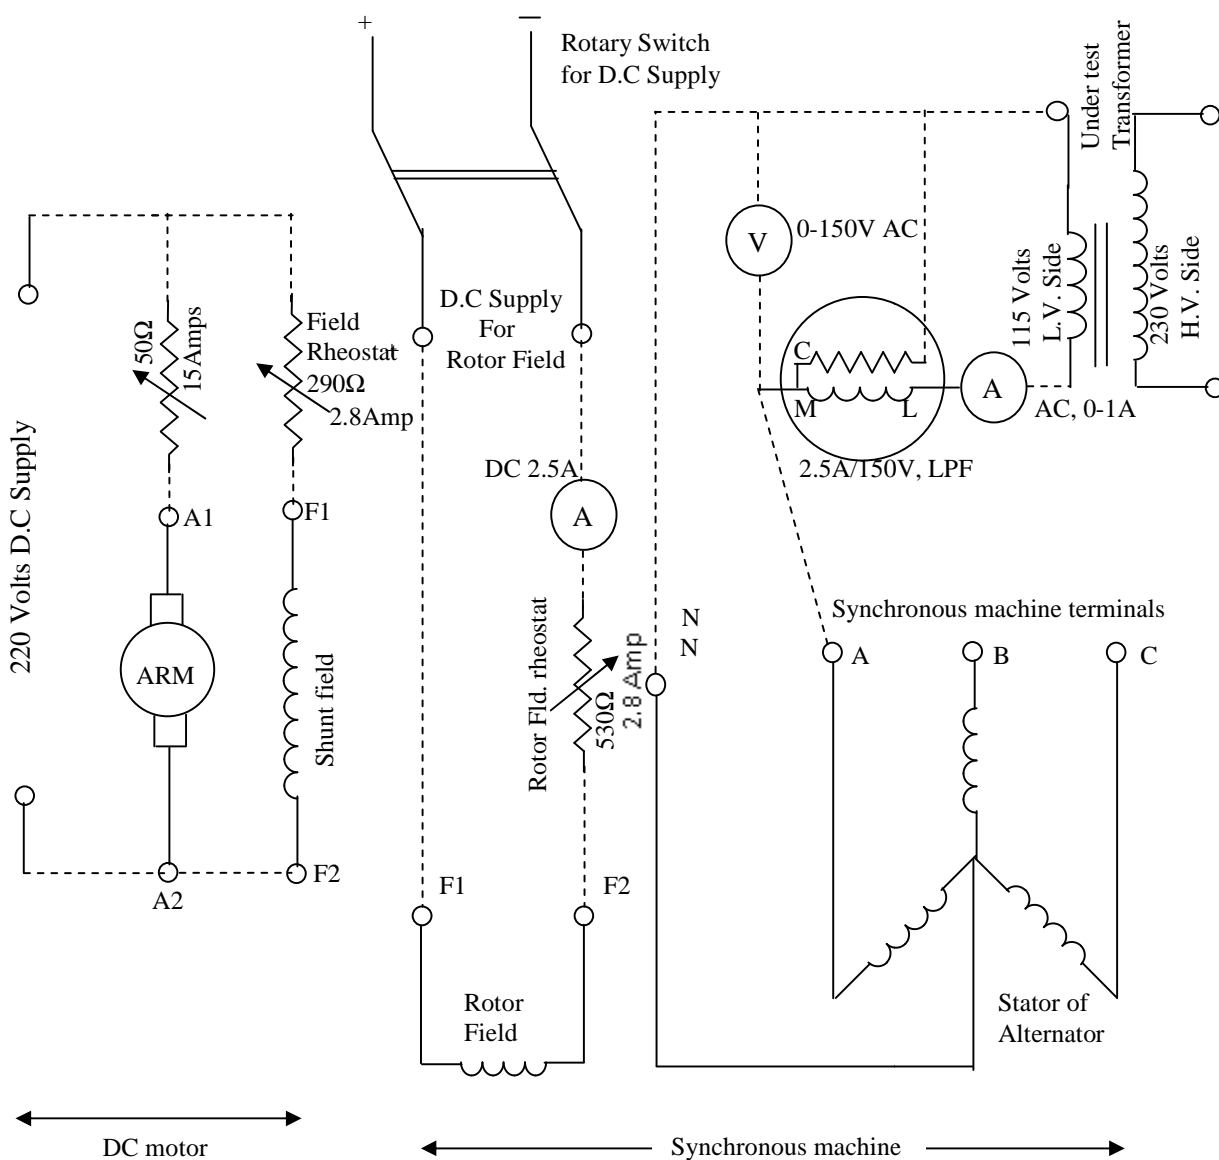 +
–
Rotary Switch
for D.C Supply
Under test
Transformer
V
0-150V AC
115 Volts
L.V. Side
230 Volts
H.V. Side
D.C Supply
For
Rotor Field
50Ω
15Amps
Field
Rheostat
290Ω
2.8Amp
C
M
L
A
AC, 0-1A
2.5A/150V, LPF
220 Volts D.C Supply
DC 2.5A
A
A1
F1
Rotor Fld. rheostat
530Ω
2.8 Amp
N
N
Synchronous machine terminals
A
B
C
ARM
Shunt field
A2
F2
F1
F2
Rotor
Field
Stator of
Alternator
DC motor
Synchronous machine